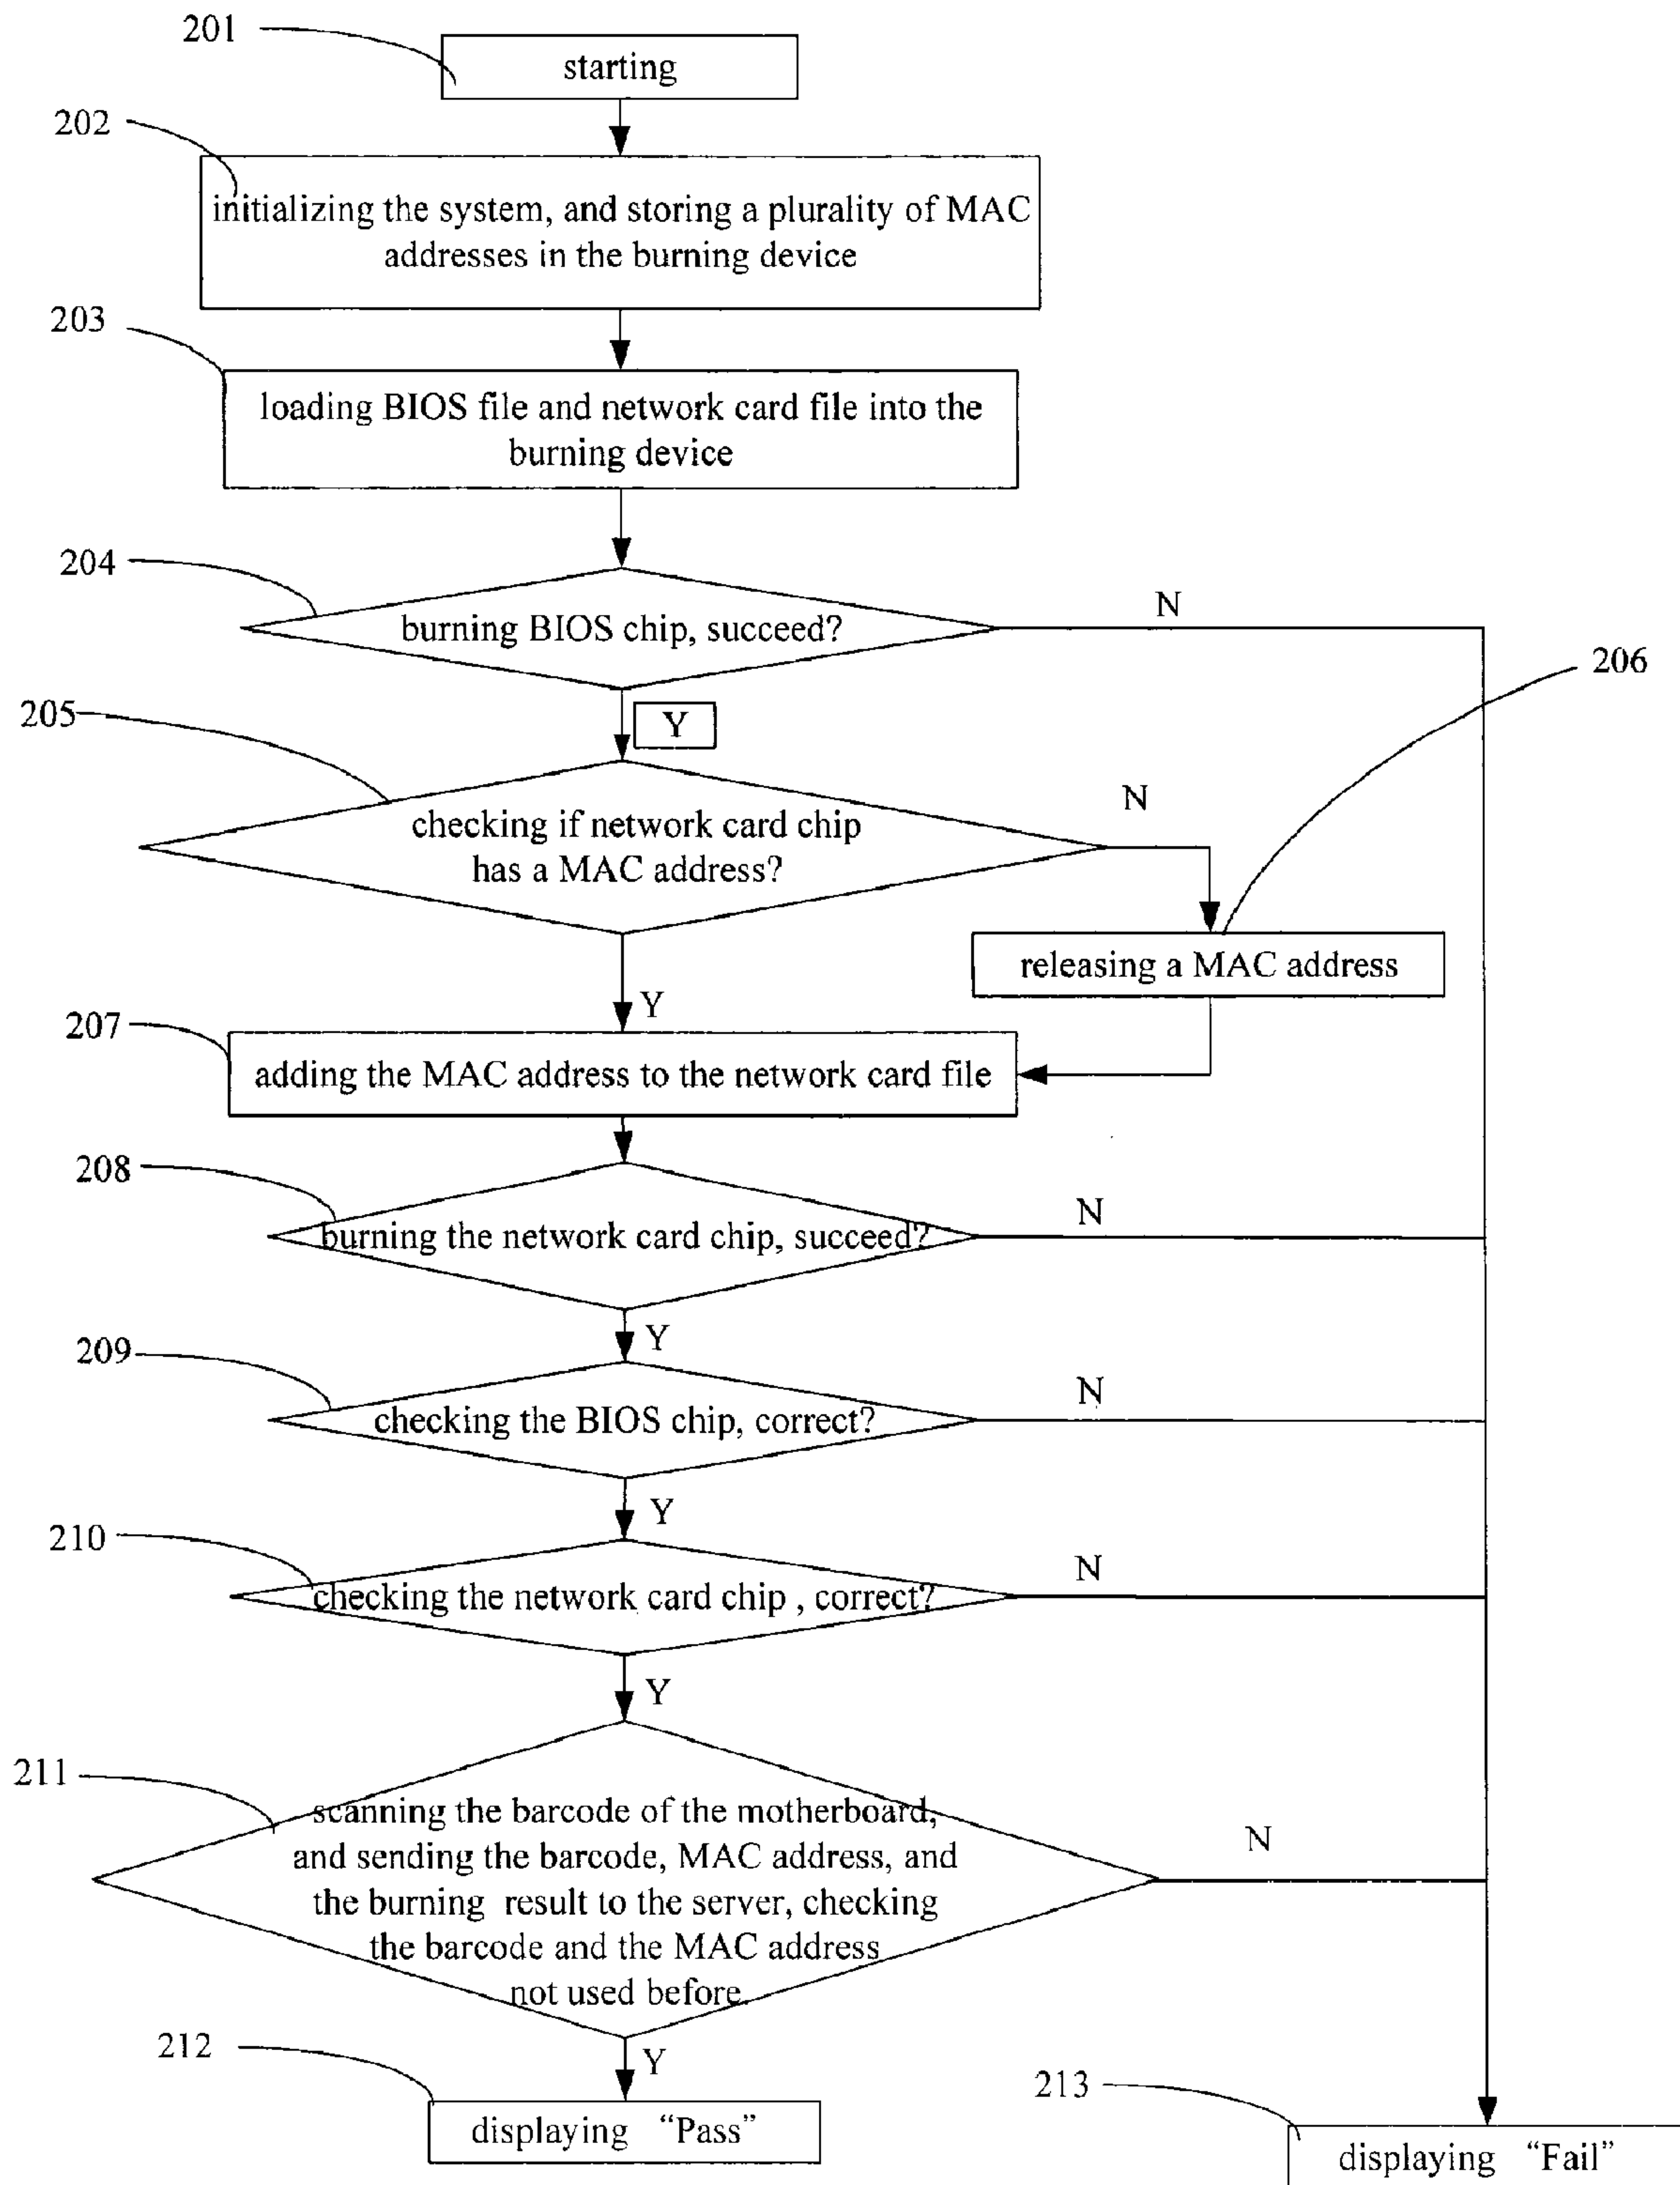 201
starting
202
initializing the system, and storing a plurality of MAC
addresses in the burning device
203
loading BIOS file and network card file into the
burning device
204
burning BIOS chip, succeed?
N
206
205
Y
checking if network card chip
has a MAC address?
N
releasing a MAC address
Y
207
adding the MAC address to the network card file
208
burning the network card chip, succeed?
N
Y
209
checking the BIOS chip, correct?
N
Y
210
checking the network card chip , correct?
N
Y
211
scanning the barcode of the motherboard,
and sending the barcode, MAC address, and
the burning result to the server, checking
the barcode and the MAC address
not used before.
N
Y
212
displaying “Pass”
213
displaying “Fail”